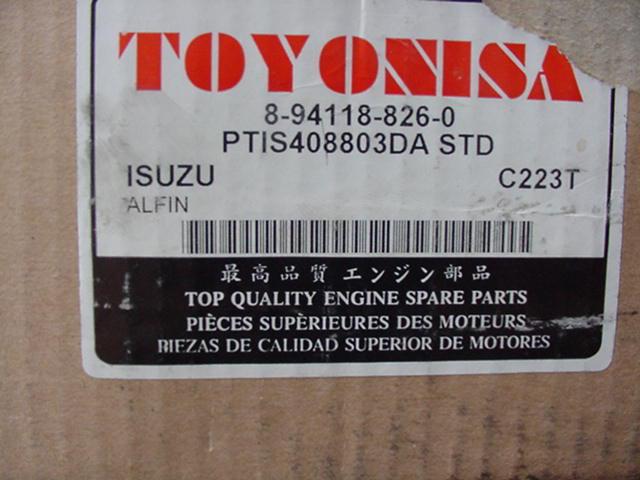 TOYONISA
8-94118-826-0
PTIS408803DA STD
ISUZU C223T
ALFIN
最高品質エンジン部品
TOP QUALITY ENGINE SPARE PARTS
PIÈCES SUPÈRIEURES DES MOTEURS
PIEZAS DE CALIDAD SUPERIOR DE MOTORES